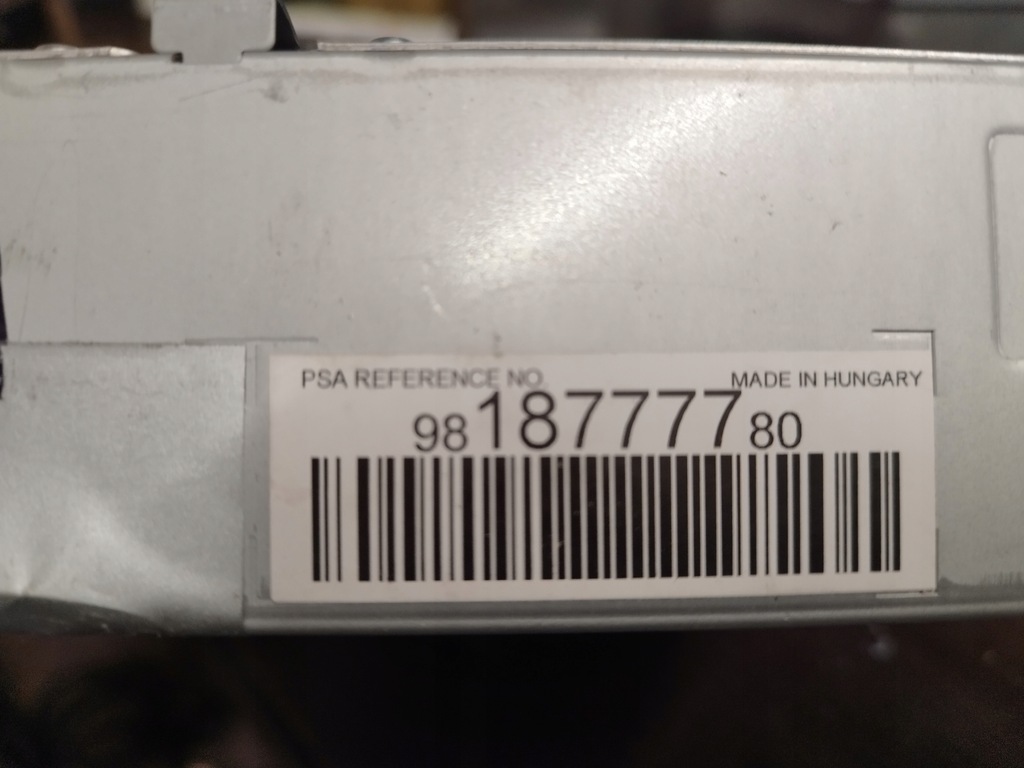 PSA REFERENCE NO. MADE IN HUNGARY
9818777780